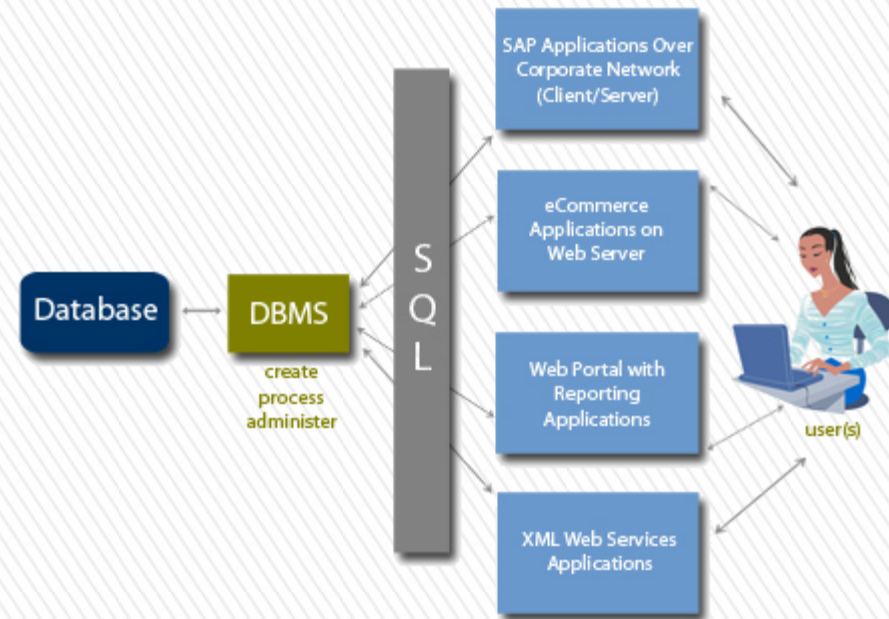 Database
DBMS
create
process
administer
S
Q
L
SAP Applications Over
Corporate Network
(Client/Server)
eCommerce
Applications on
Web Server
Web Portal with
Reporting
Applications
XML Web Services
Applications
user(s)